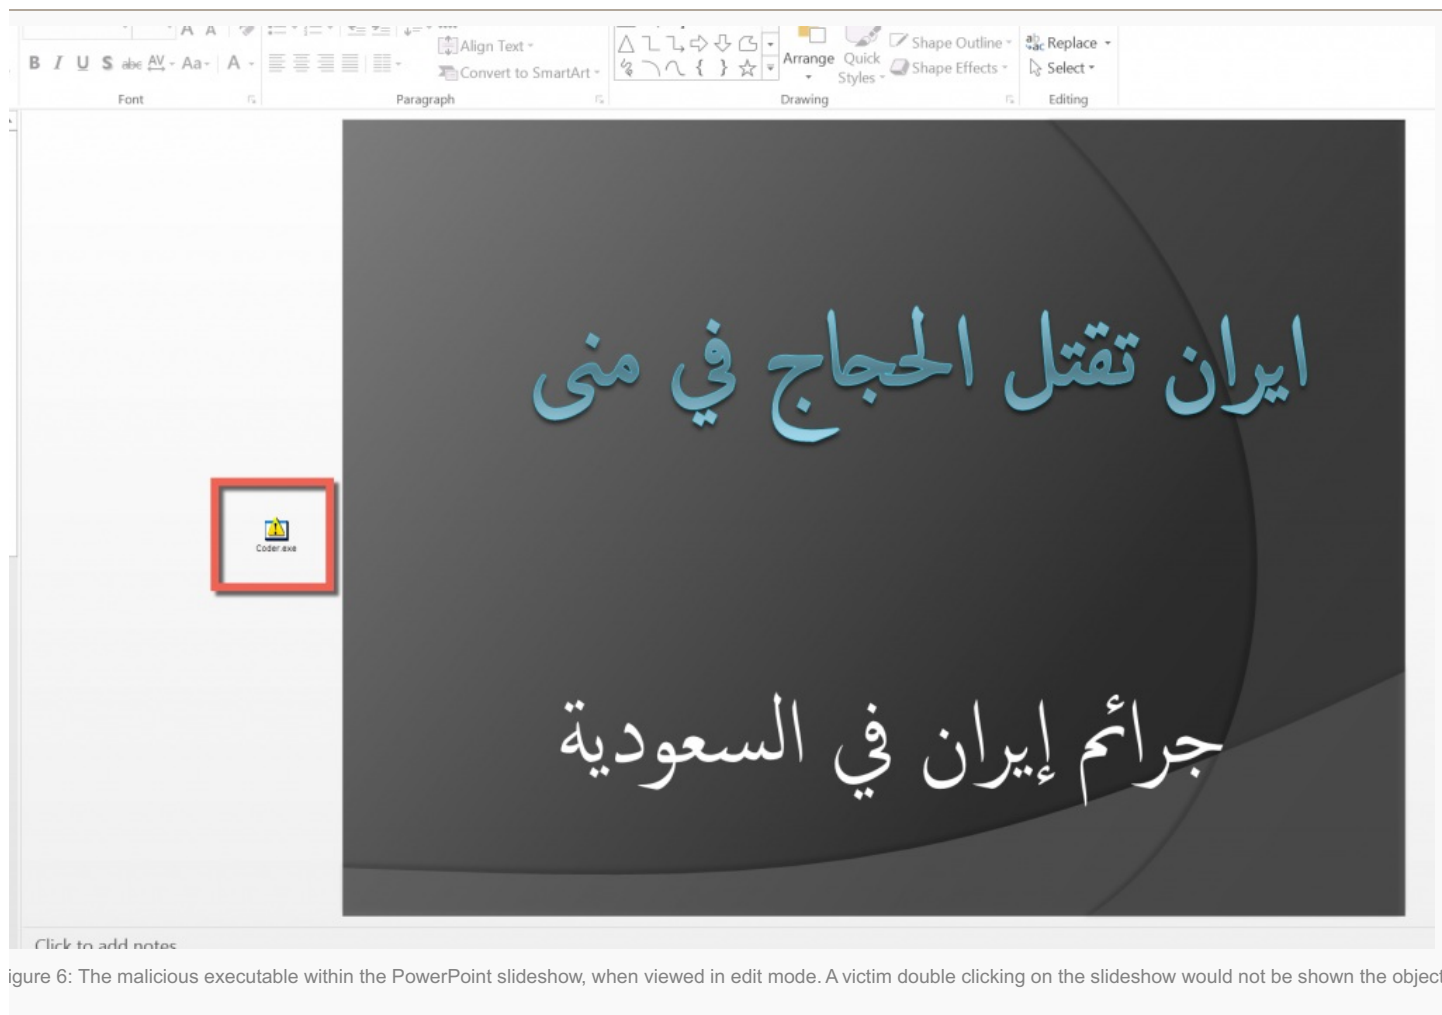 B I U S abc AV Aa A
Align Text
Convert to SmartArt
Arrange
Quick Styles
Shape Outline
Shape Effects
Replace
Select
Font
Paragraph
Drawing
Editing
ايران تقتل الحجاج في منى
Coder.exe
جرائم إيران في السعودية
Click to add notes
igure 6: The malicious executable within the PowerPoint slideshow, when viewed in edit mode. A victim double clicking on the slideshow would not be shown the object